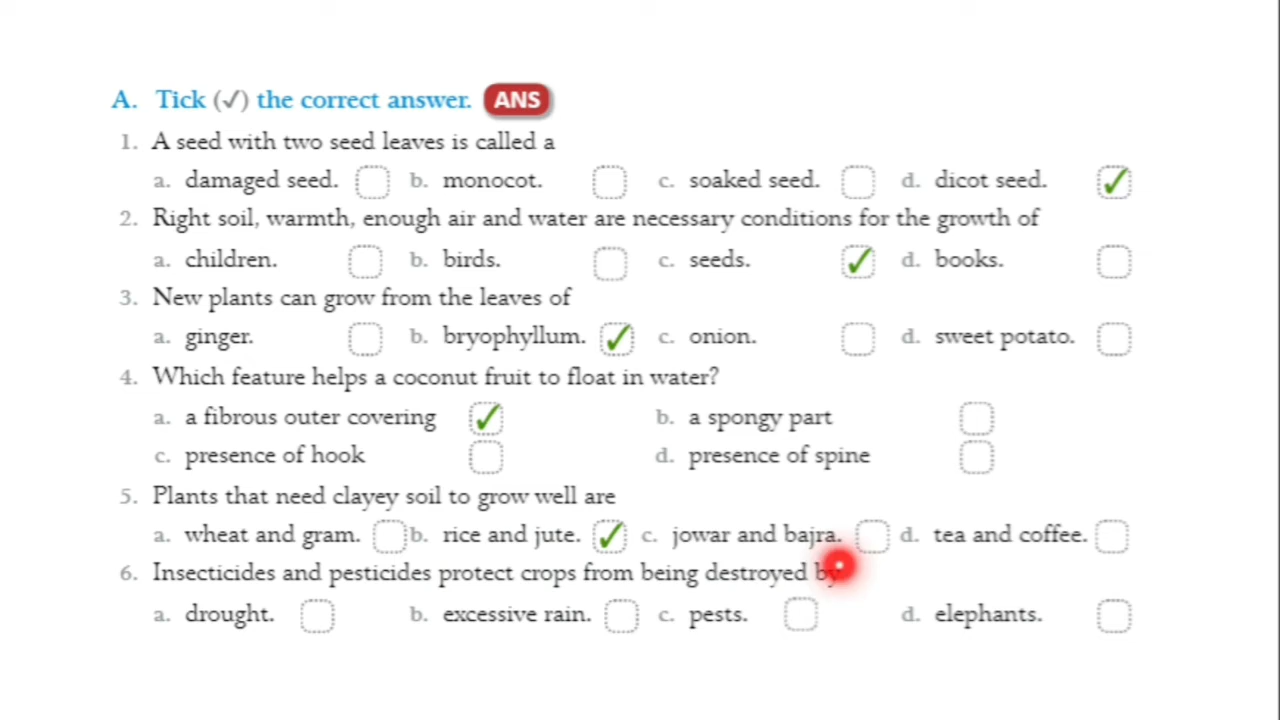 A. Tick (✓) the correct answer. ANS
1. A seed with two seed leaves is called a
a. damaged seed. b. monocot. c. soaked seed. d. dicot seed. ✓
2. Right soil, warmth, enough air and water are necessary conditions for the growth of
a. children. b. birds. c. seeds. ✓ d. books.
3. New plants can grow from the leaves of
a. ginger. b. bryophyllum. ✓ c. onion. d. sweet potato.
4. Which feature helps a coconut fruit to float in water?
a. a fibrous outer covering ✓ b. a spongy part
c. presence of hook d. presence of spine
5. Plants that need clayey soil to grow well are
a. wheat and gram. b. rice and jute. ✓ c. jowar and bajra. d. tea and coffee.
6. Insecticides and pesticides protect crops from being destroyed by
a. drought. b. excessive rain. c. pests. d. elephants.